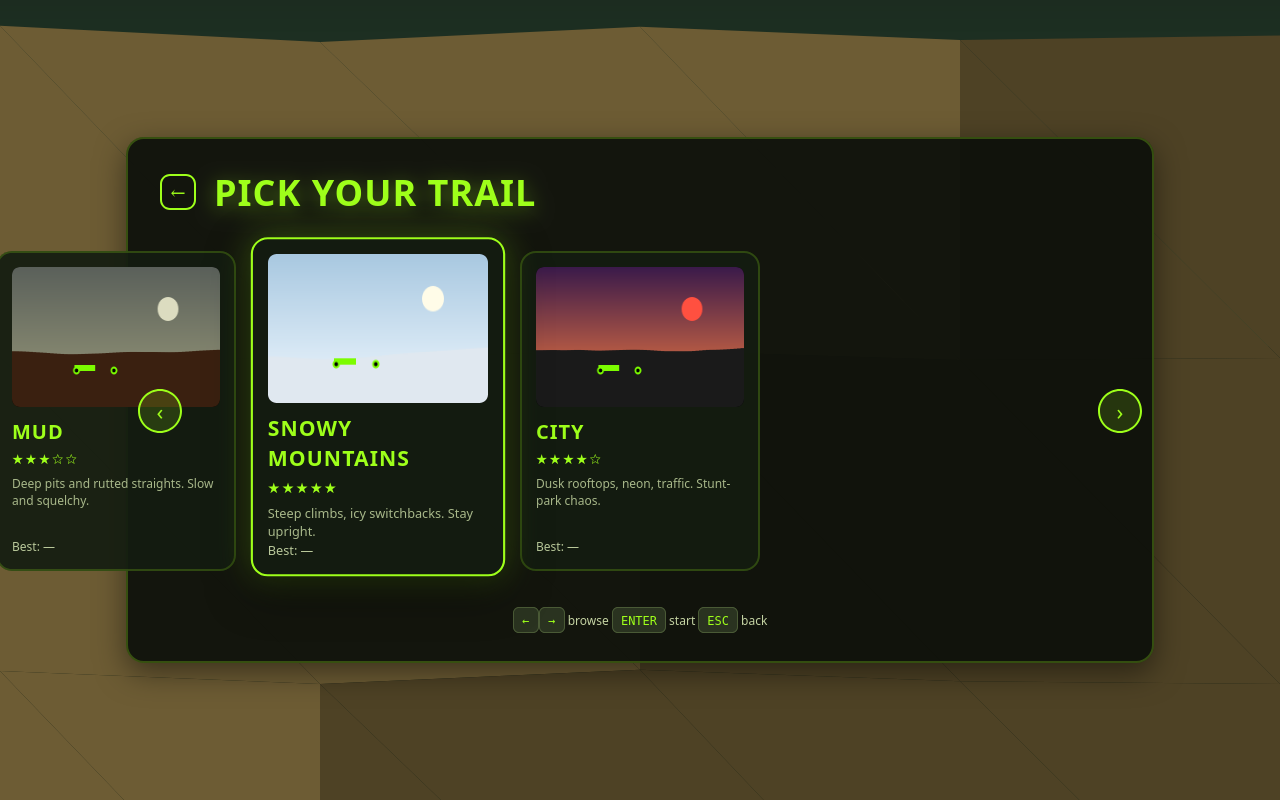 ← PICK YOUR TRAIL
MUD
★★★☆☆
Deep pits and rutted straights. Slow
and squelchy.
Best: —
‹
SNOWY
MOUNTAINS
★★★★★
Steep climbs, icy switchbacks. Stay
upright.
Best: —
CITY
★★★★☆
Dusk rooftops, neon, traffic. Stunt-
park chaos.
Best: —
›
← → browse ENTER start ESC back